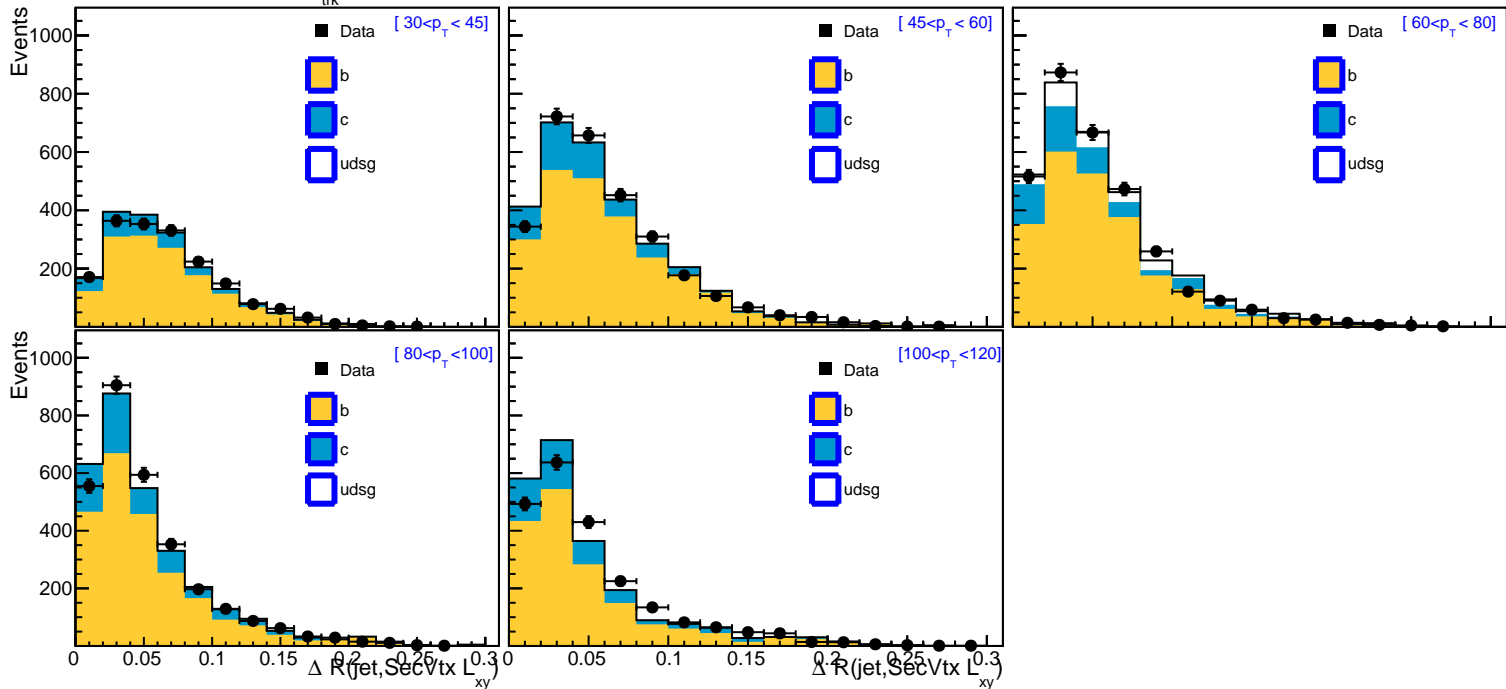 trk
Events
1000
800
600
400
200
[ 30<p_T < 45]
Data
b
c
udsg
[ 45<p_T < 60]
Data
b
c
udsg
[ 60<p_T < 80]
Data
b
c
udsg
Events
1000
800
600
400
200
[ 80<p_T <100]
Data
b
c
udsg
[100<p_T <120]
Data
b
c
udsg
0 0.05 0.1 0.15 0.2 0.25 0.3
Δ R(jet,SecVtx L_xy)
0.05 0.1 0.15 0.2 0.25 0.3
Δ R(jet,SecVtx L_xy)